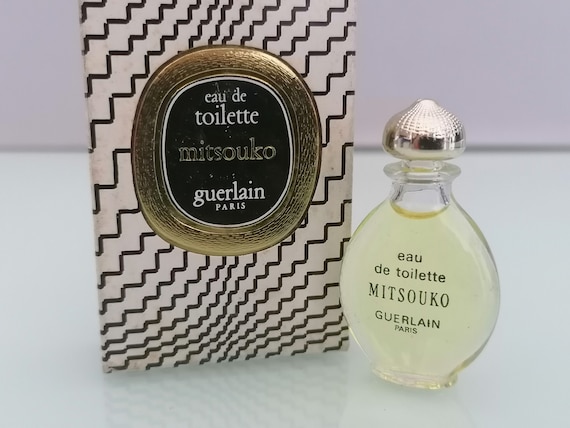 eau de
toilette
mitsouko
guerlain
PARIS
eau
de toilette
MITSOUKO
GUERLAIN
PARIS